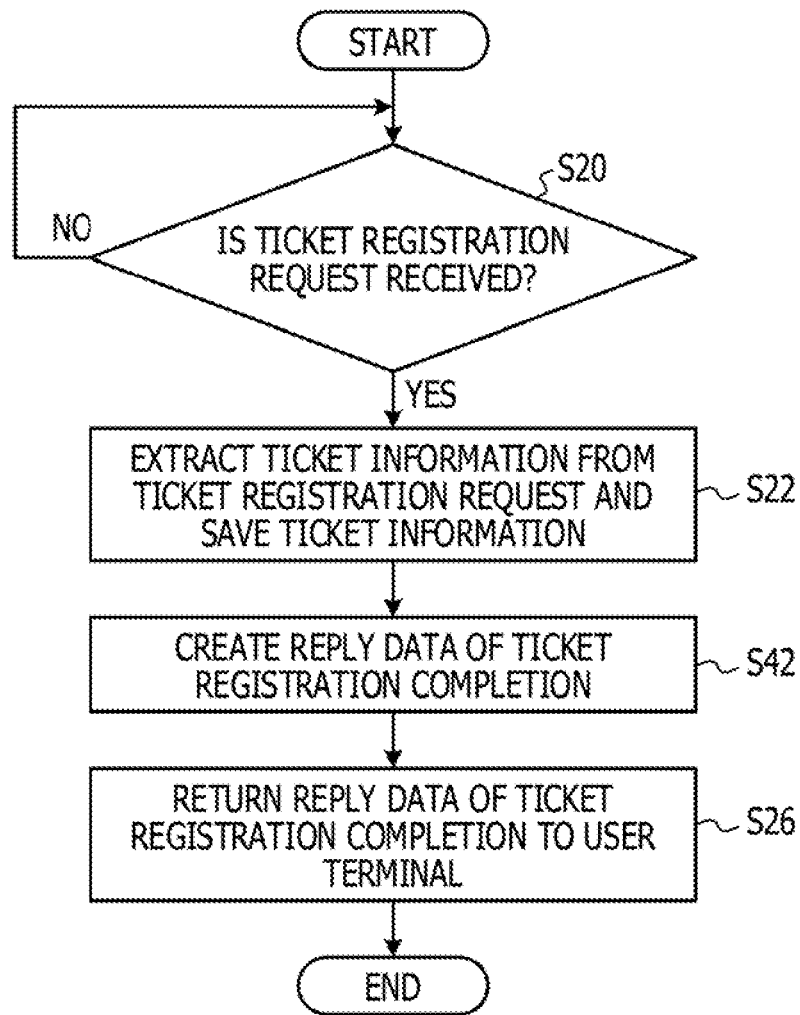 START
S20
NO
IS TICKET REGISTRATION
REQUEST RECEIVED?
YES
EXTRACT TICKET INFORMATION FROM
TICKET REGISTRATION REQUEST AND
SAVE TICKET INFORMATION
S22
CREATE REPLY DATA OF TICKET
REGISTRATION COMPLETION
S42
RETURN REPLY DATA OF TICKET
REGISTRATION COMPLETION TO USER
TERMINAL
S26
END